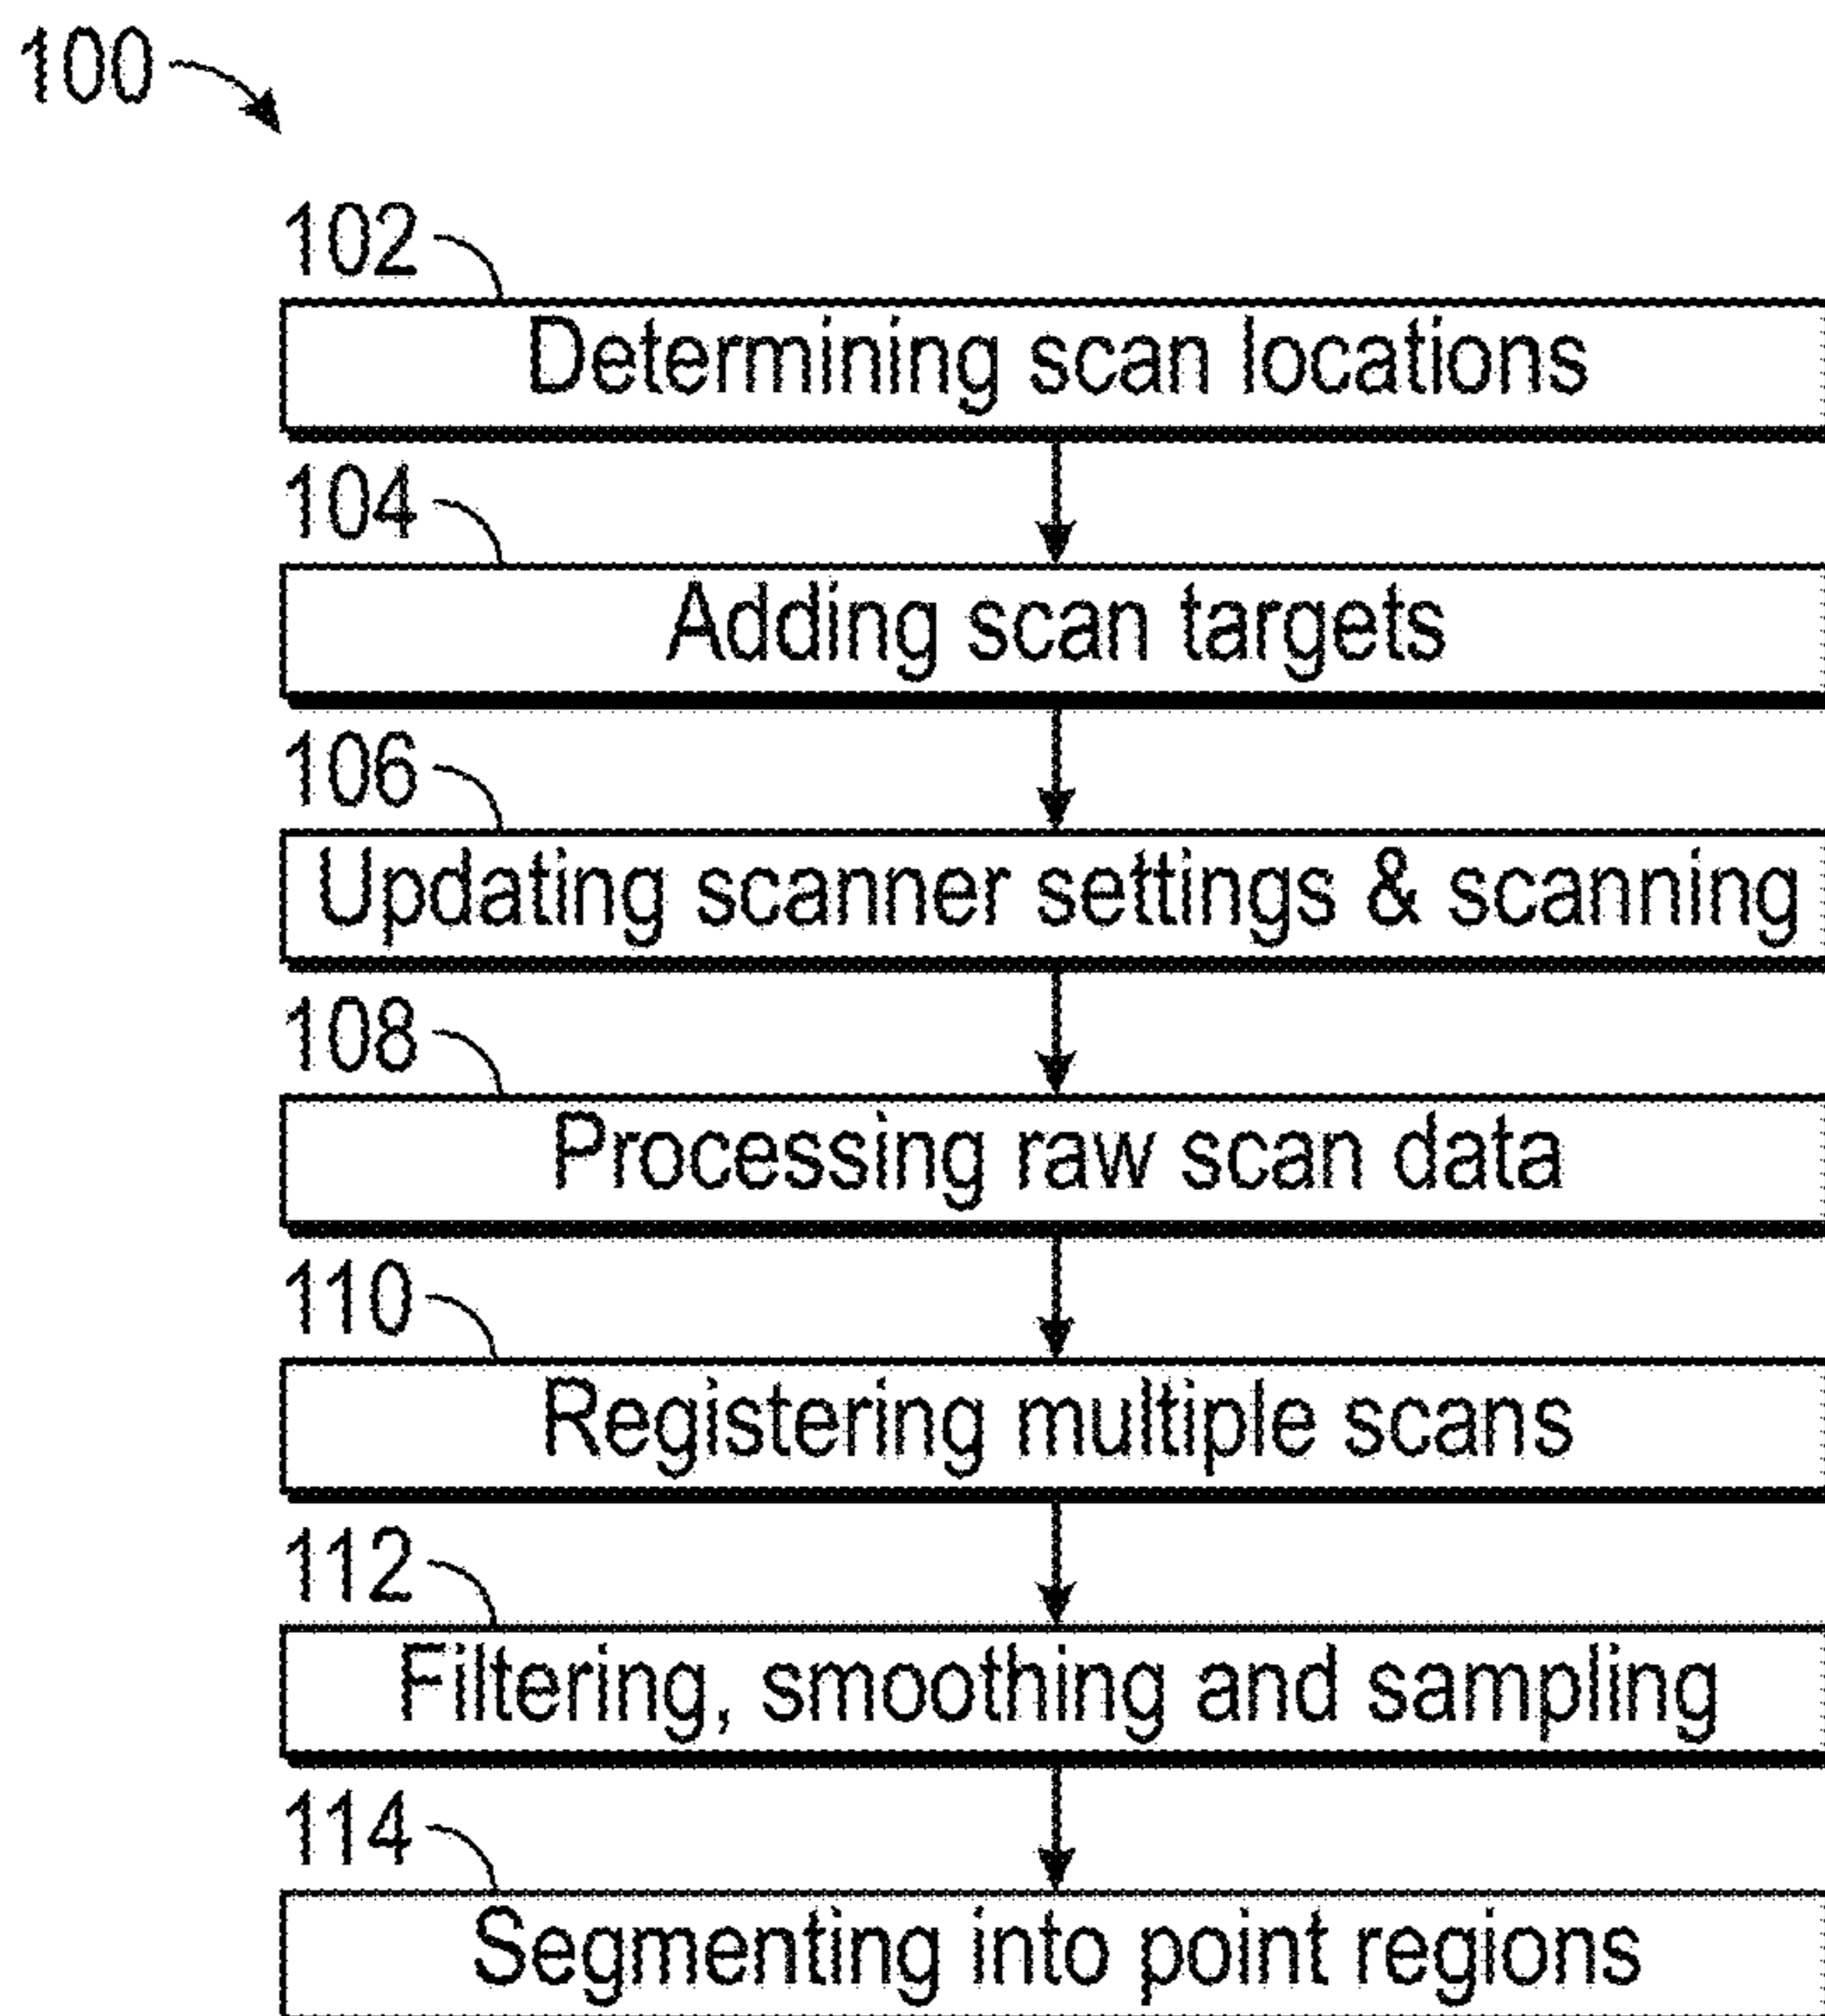 100
102
Determining scan locations
104
Adding scan targets
106
Updating scanner settings & scanning
108
Processing raw scan data
110
Registering multiple scans
112
Filtering, smoothing and sampling
114
Segmenting into point regions